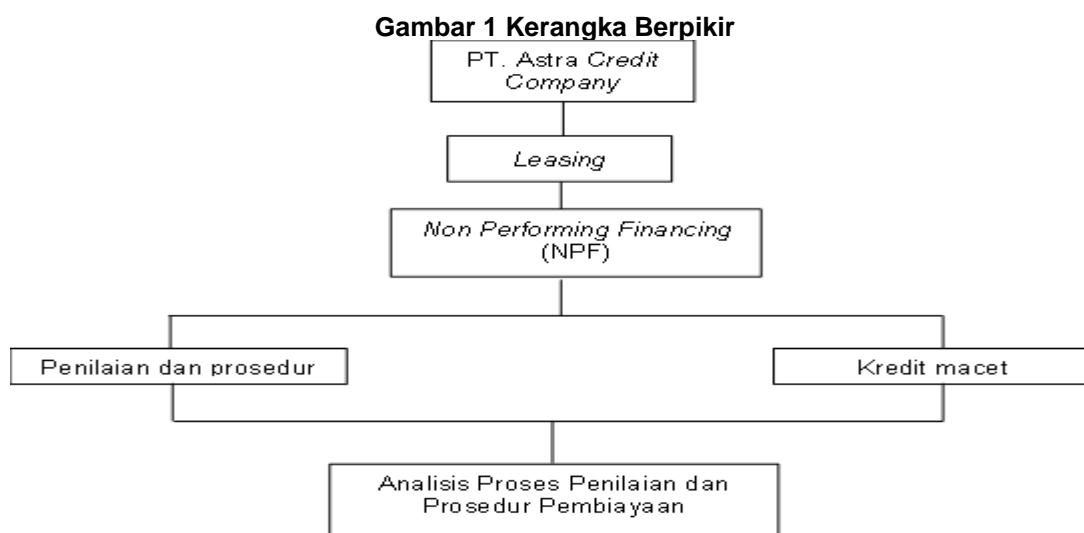 Gambar 1 Kerangka Berpikir
PT. Astra Credit
Company
Leasing
Non Performing Financing
(NPF)
Penilaian dan prosedur
Kredit macet
Analisis Proses Penilaian dan
Prosedur Pembiayaan